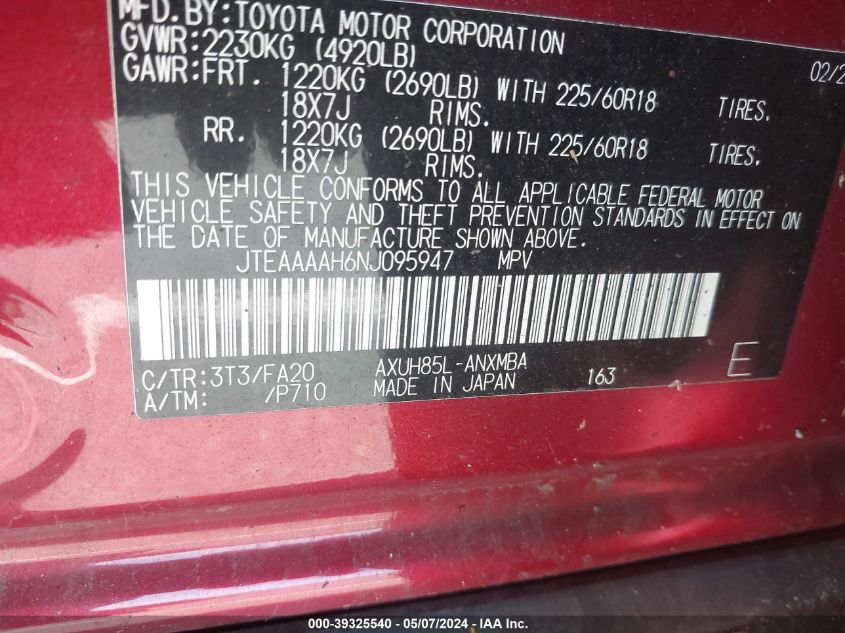 MFD.BY:TOYOTA MOTOR CORPORATION
GVWR:2230KG (4920LB) 02/2
GAWR:FRT. 1220KG (2690LB) WITH 225/60R18 TIRES.
18X7J RIMS.
RR. 1220KG (2690LB) WITH 225/60R18 TIRES.
18X7J RIMS.
THIS VEHICLE CONFORMS TO ALL APPLICABLE FEDERAL MOTOR
VEHICLE SAFETY AND THEFT PREVENTION STANDARDS IN EFFECT ON
THE DATE OF MANUFACTURE SHOWN ABOVE.
JTEAAAAH6NJ095947 MPV
C/TR:3T3/FA20 AXUH85L-ANXMBA
A/TM: /P710 MADE IN JAPAN 163 E
000-39325540 - 05/07/2024 - IAA Inc.